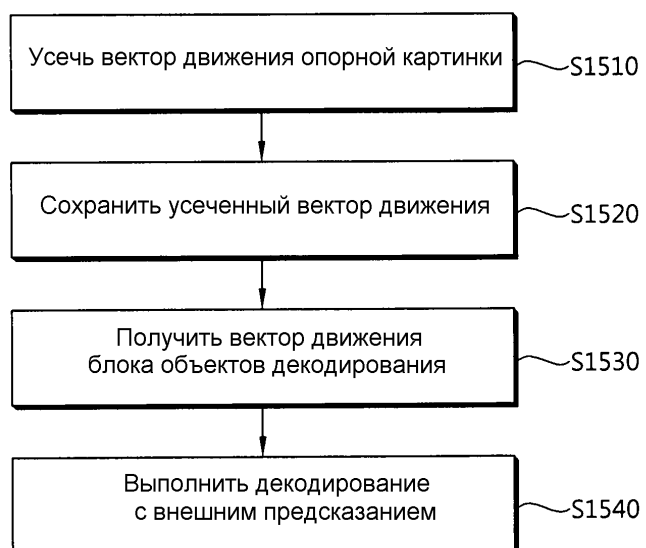 Усечь вектор движения опорной картинки
S1510
Сохранить усеченный вектор движения
S1520
Получить вектор движения
блока объектов декодирования
S1530
Выполнить декодирование
с внешним предсказанием
S1540